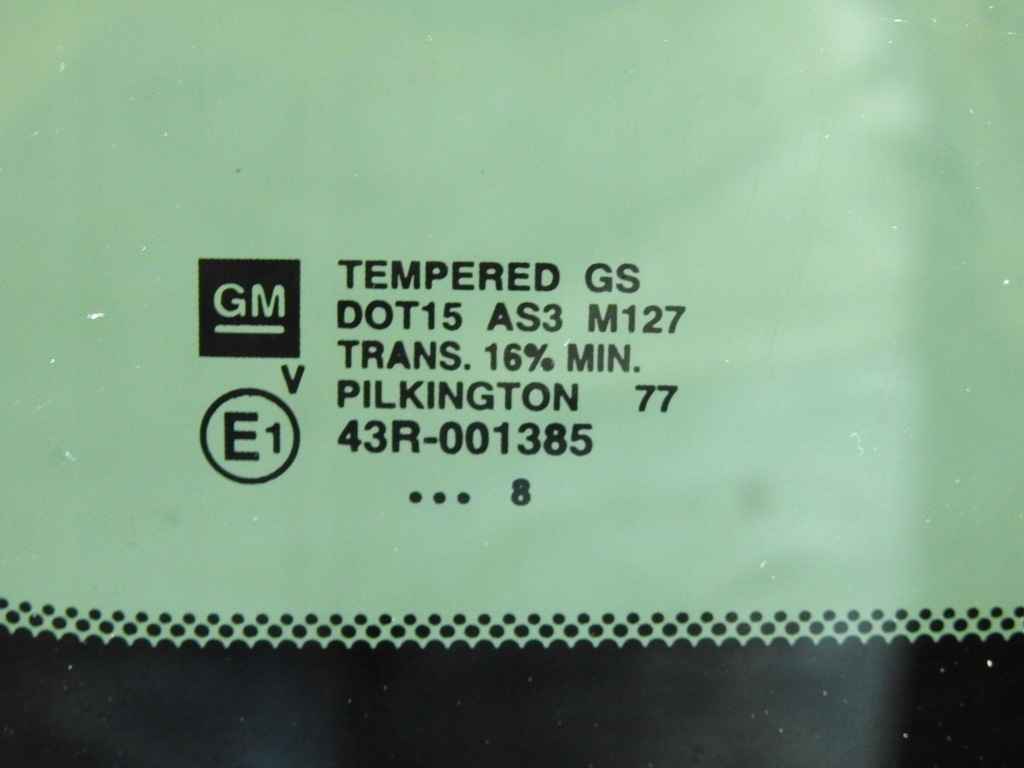 GM
TEMPERED GS
DOT15 AS3 M127
TRANS. 16% MIN.
V
PILKINGTON 77
E1
43R-001385
... 8